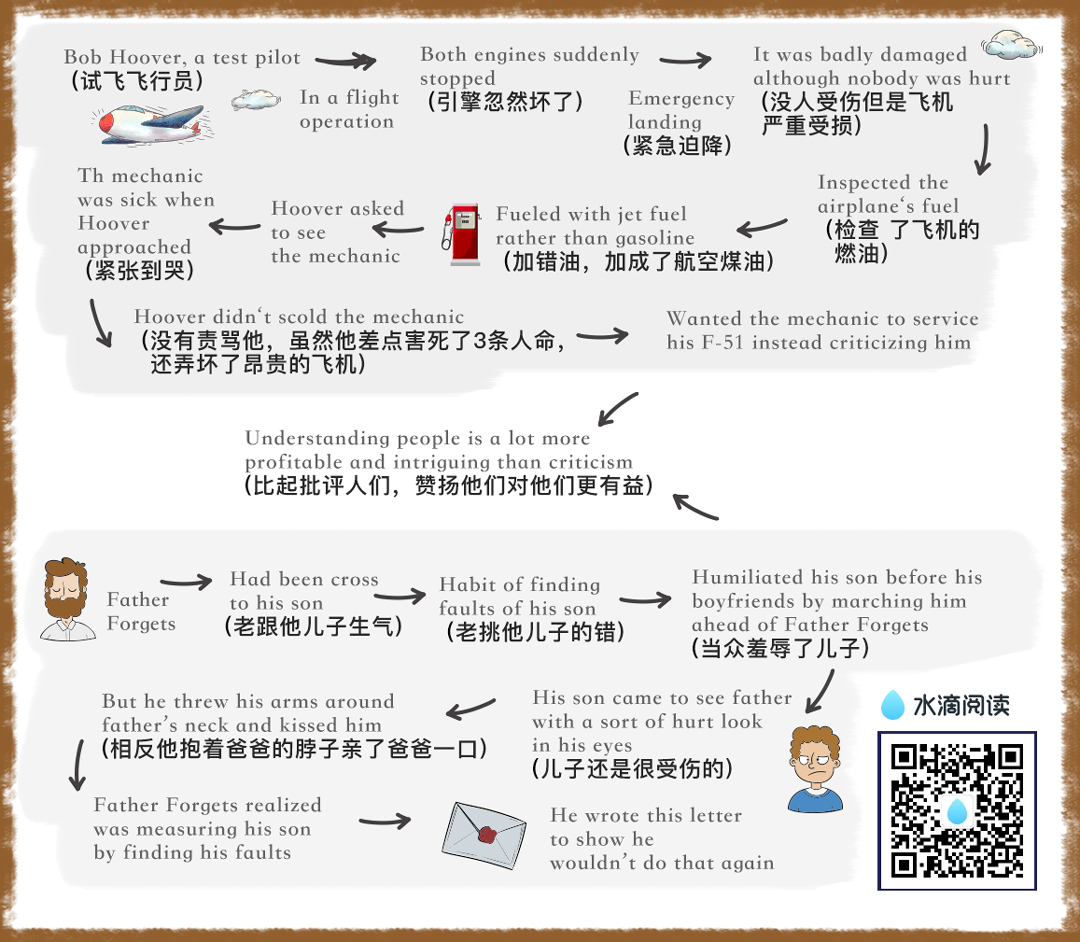 Bob Hoover, a test pilot
（试飞飞行员）
In a flight
operation
Both engines suddenly
stopped
（引擎忽然坏了）
Emergency
landing
（紧急迫降）
It was badly damaged
although nobody was hurt
（没人受伤但是飞机
严重受损）
Inspected the
airplane‘s fuel
（检查 了飞机的
燃油）
Fueled with jet fuel
rather than gasoline
（加错油，加成了航空煤油）
Hoover asked
to see
the mechanic
Th mechanic
was sick when
Hoover
approached
（紧张到哭）
Hoover didn‘t scold the mechanic
（没有责骂他，虽然他差点害死了3条人命，
还弄坏了昂贵的飞机）
Wanted the mechanic to service
his F-51 instead criticizing him
Understanding people is a lot more
profitable and intriguing than criticism
（比起批评人们，赞扬他们对他们更有益）
Father
Forgets
Had been cross
to his son
（老跟他儿子生气）
Habit of finding
faults of his son
（老挑他儿子的错）
Humiliated his son before his
boyfriends by marching him
ahead of Father Forgets
（当众羞辱了儿子）
His son came to see father
with a sort of hurt look
in his eyes
（儿子还是很受伤的）
But he threw his arms around
father’s neck and kissed him
（相反他抱着爸爸的脖子亲了爸爸一口）
Father Forgets realized
was measuring his son
by finding his faults
He wrote this letter
to show he
wouldn’t do that again
水滴阅读